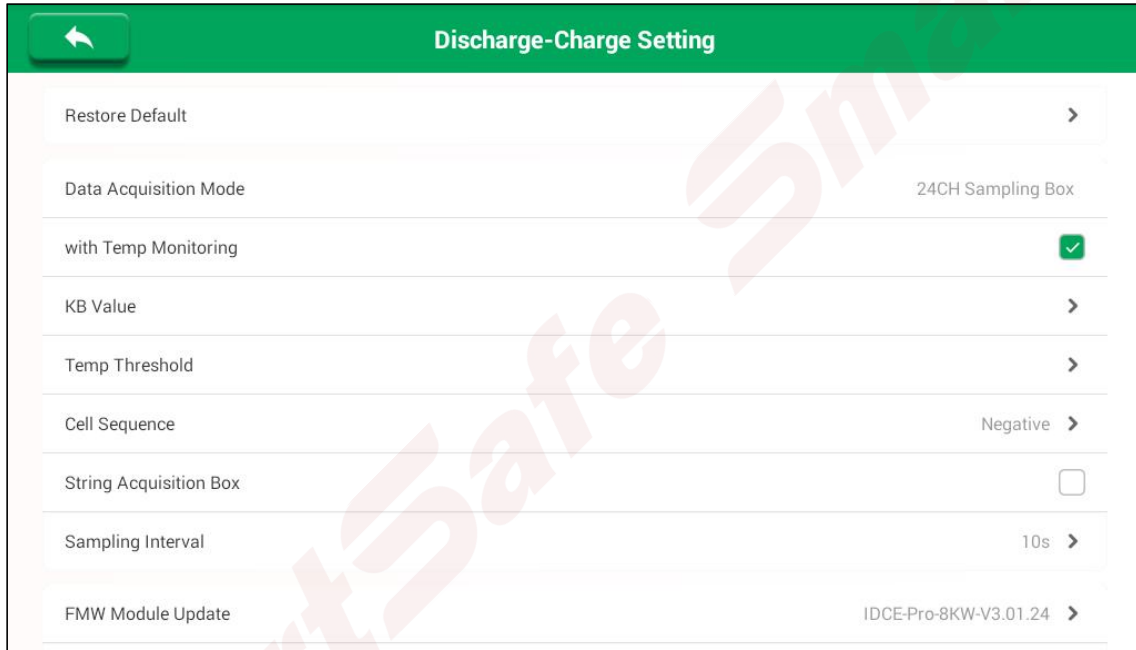 Discharge-Charge Setting
Restore Default
Data Acquisition Mode 24CH Sampling Box
with Temp Monitoring
KB Value
Temp Threshold
Cell Sequence Negative
String Acquisition Box
Sampling Interval 10s
FMW Module Update IDCE-Pro-8KW-V3.01.24